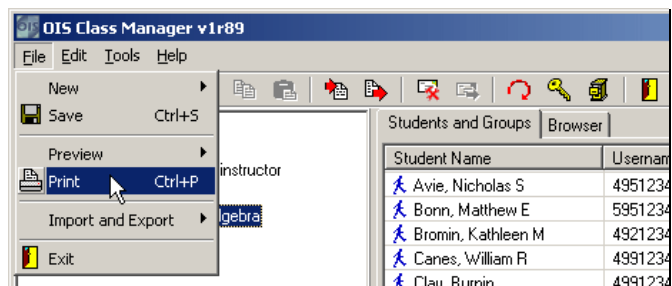 OIS Class Manager v1r89
File Edit Tools Help
New
Save Ctrl+S
Preview
Print Ctrl+P
Import and Export
Exit
instructor
lgebra
Students and Groups Browser
Student Name Usernam
Avie, Nicholas S 4951234
Bonn, Matthew E 5951234
Bromin, Kathleen M 4921234
Canes, William R 4991234
Clau, Burnin 4991234